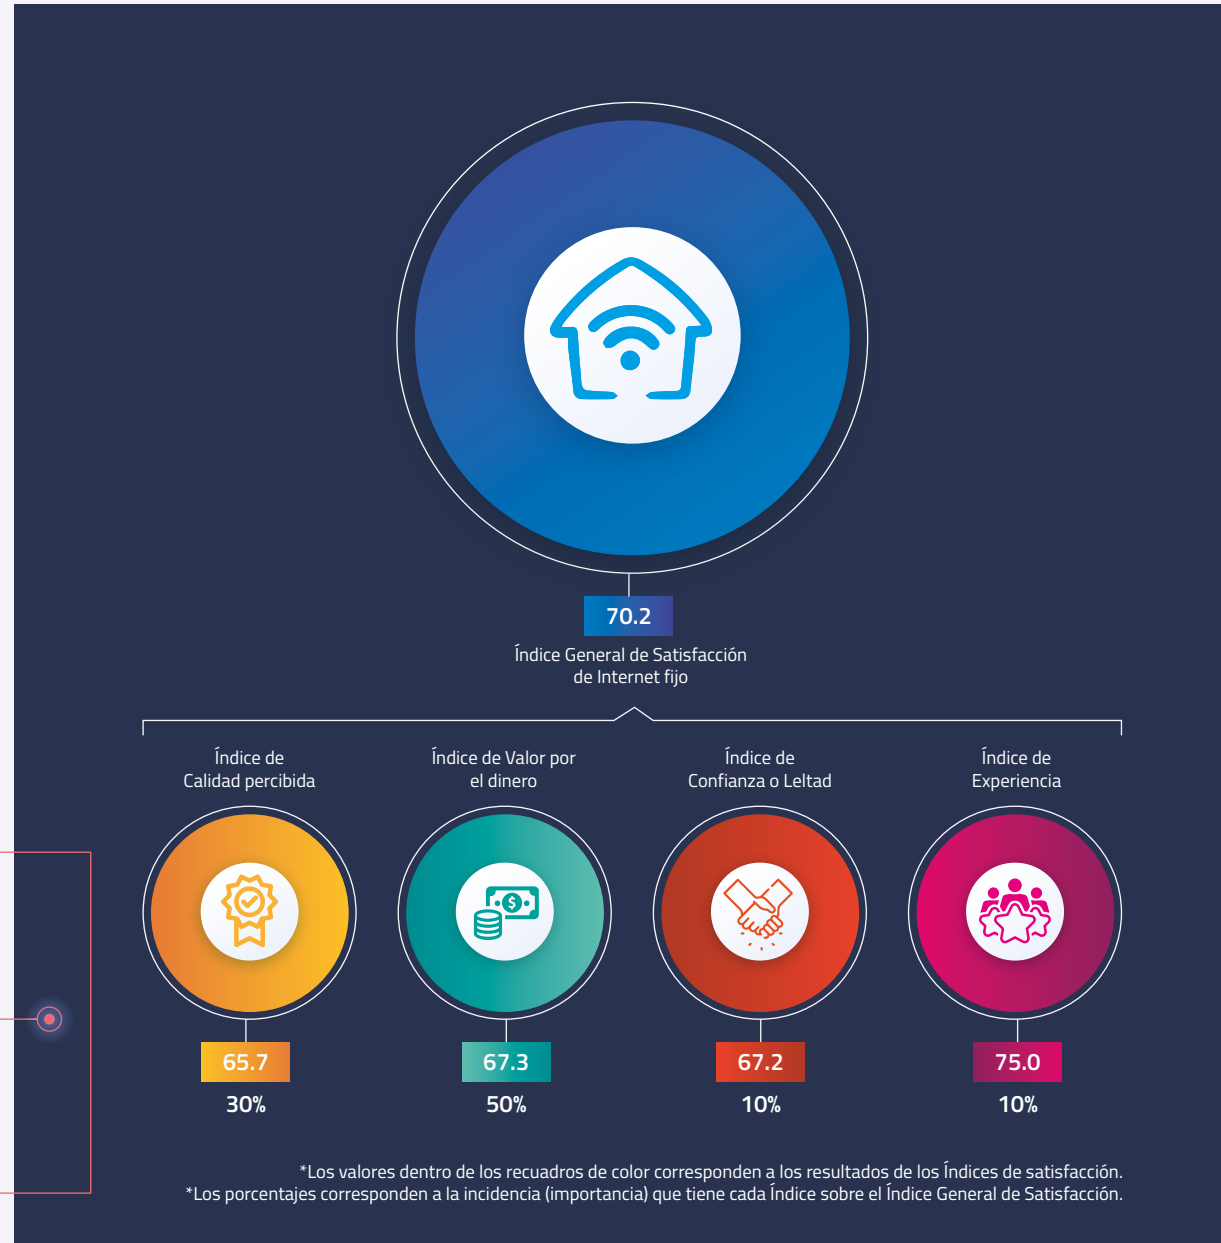 70.2
Índice General de Satisfacción
de Internet fijo
Índice de
Calidad percibida
Índice de Valor por
el dinero
Índice de
Confianza o Leltad
Índice de
Experiencia
$
65.7
67.3
67.2
75.0
30%
50%
10%
10%
*Los valores dentro de los recuadros de color corresponden a los resultados de los Índices de satisfacción.
*Los porcentajes corresponden a la incidencia (importancia) que tiene cada Índice sobre el Índice General de Satisfacción.